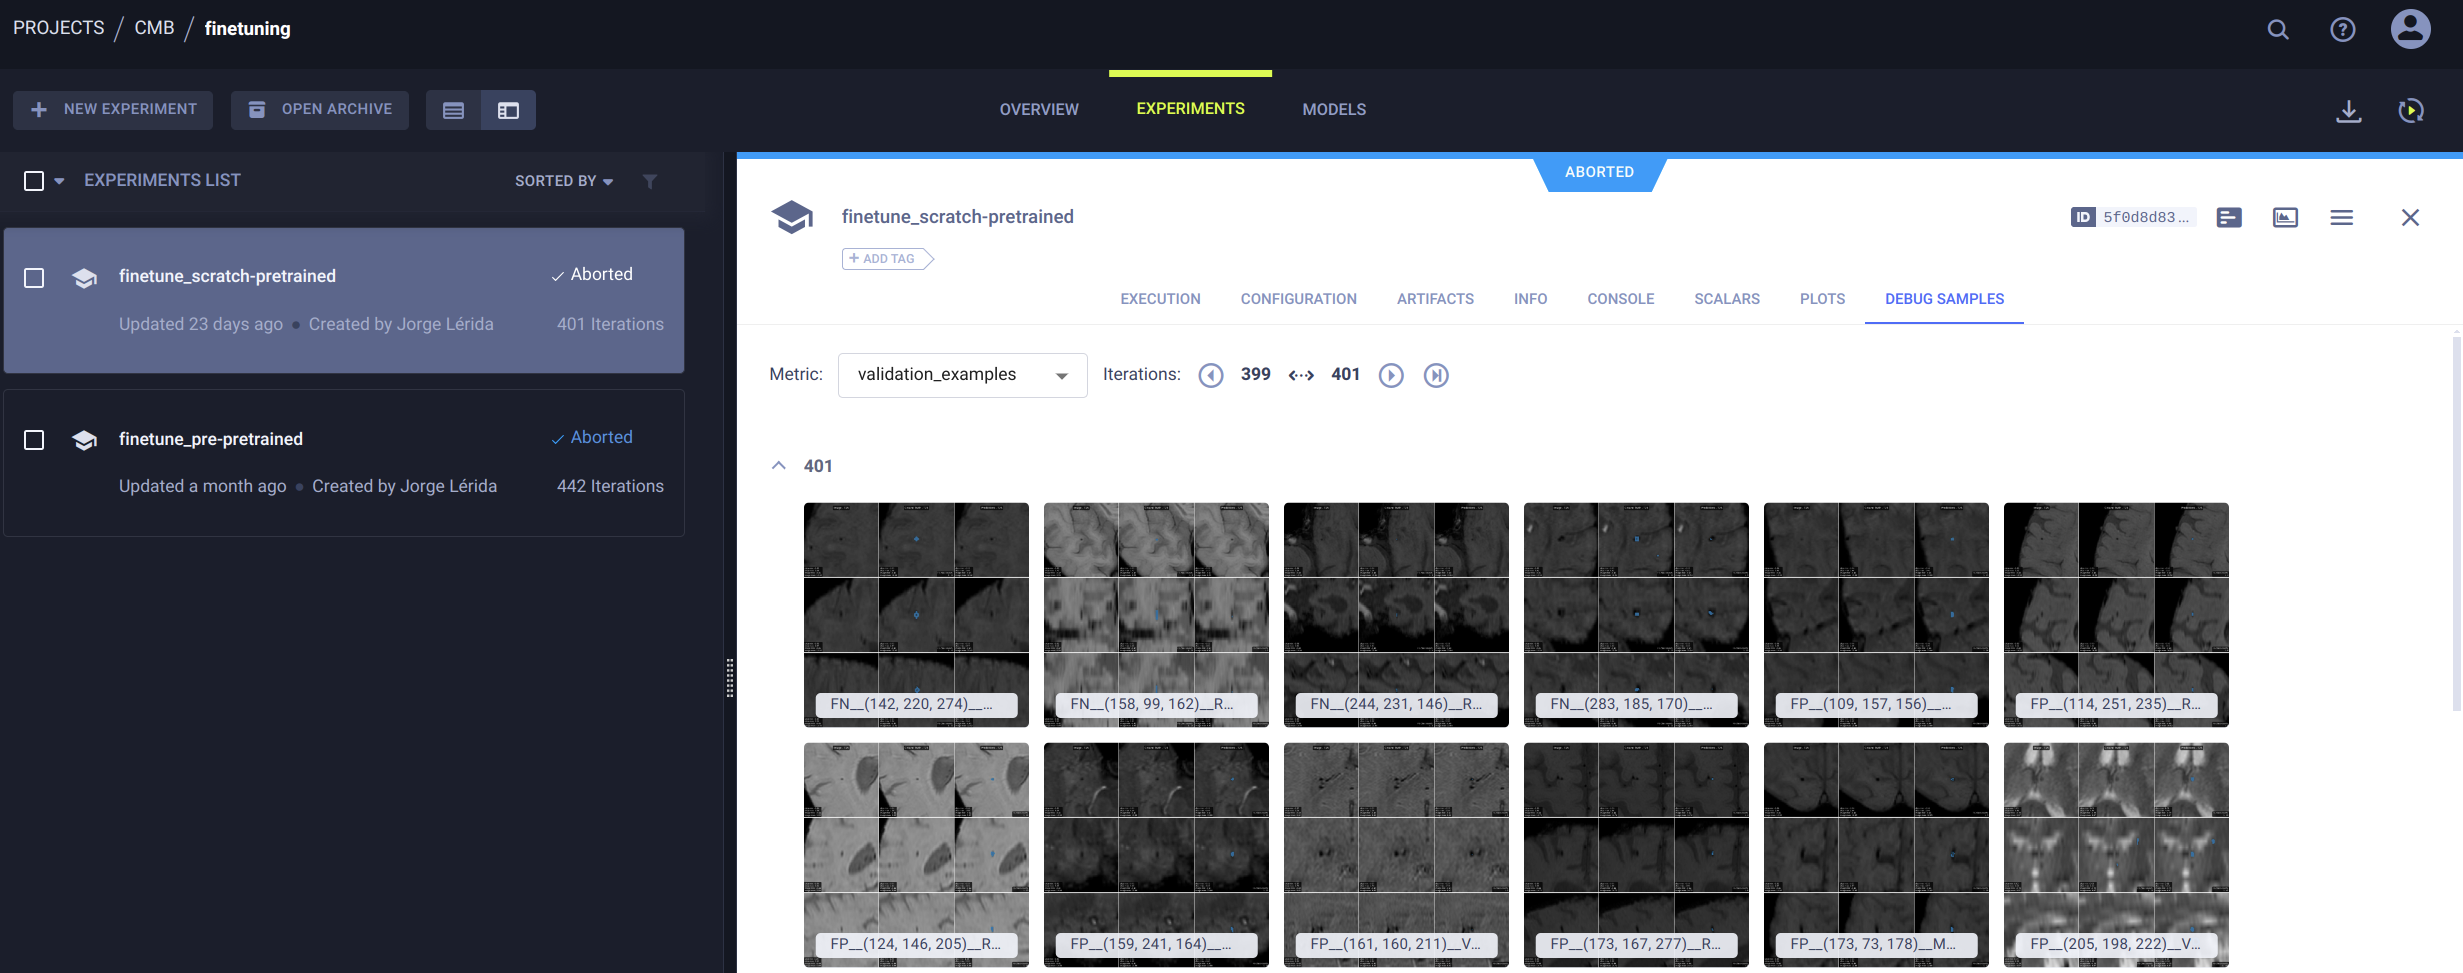 PROJECTS / CMB / finetuning
NEW EXPERIMENT
OPEN ARCHIVE
OVERVIEW
EXPERIMENTS
MODELS
EXPERIMENTS LIST
SORTED BY
finetune_scratch-pretrained
Aborted
Updated 23 days ago
Created by Jorge Lérida
401 Iterations
finetune_pre-pretrained
Aborted
Updated a month ago
Created by Jorge Lérida
442 Iterations
ABORTED
finetune_scratch-pretrained
ID 5f0d8d83...
+ ADD TAG
EXECUTION
CONFIGURATION
ARTIFACTS
INFO
CONSOLE
SCALARS
PLOTS
DEBUG SAMPLES
Metric: validation_examples
Iterations: 399 401
401
FN__(142, 220, 274)__...
FN__(158, 99, 162)__R...
FN__(244, 231, 146)__R...
FN__(283, 185, 170)__...
FP__(109, 157, 156)__...
FP__(114, 251, 235)__R...
FP__(124, 146, 205)__R...
FP__(159, 241, 164)__...
FP__(161, 160, 211)__V...
FP__(173, 167, 277)__R...
FP__(173, 73, 178)__M...
FP__(205, 198, 222)__V...